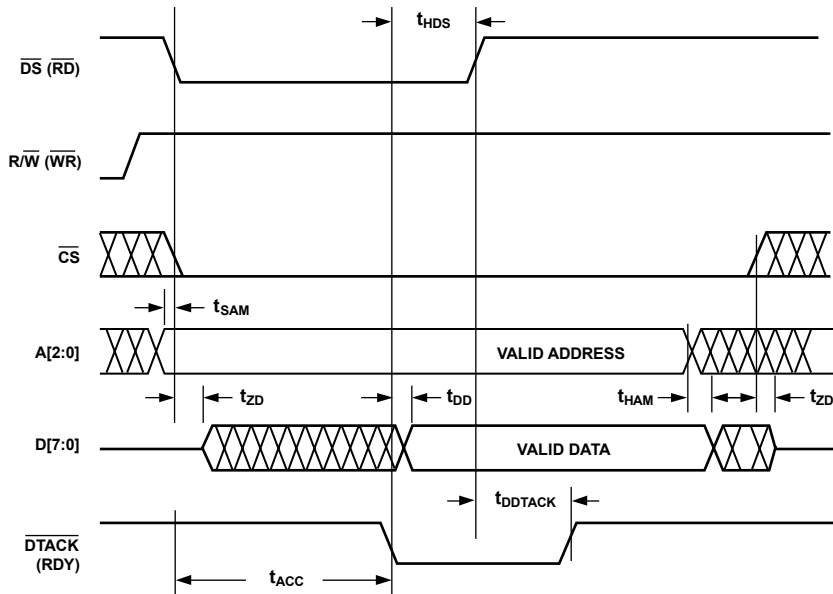 tHDS
DS (RD)
R/W (WR)
CS
tSAM
A[2:0]
VALID ADDRESS
tZD
tDD
tHAM
tZD
D[7:0]
VALID DATA
tDDTACK
DTACK
(RDY)
tACC